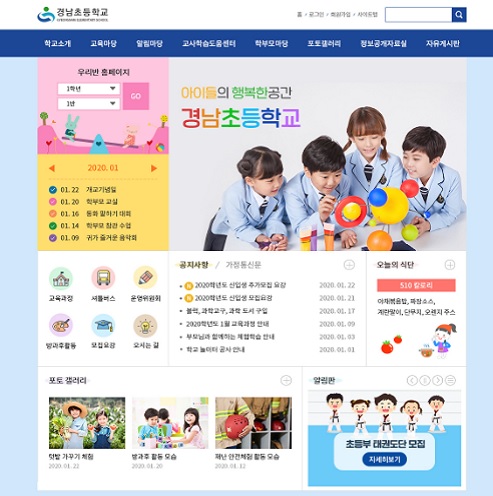 경남초등학교
홈 / 로그인 / 회원가입 / 사이트맵
학교소개 교육마당 알림마당 교사학습도움센터 학부모마당 포토갤러리 정보공개자료실 자유게시판
우리반 홈페이지
1학년
1반
GO
아이들의 행복한공간
경남초등학교
2020. 01
01. 22 개교기념일
01. 20 학부모 교실
01. 16 동화 말하기 대회
01. 14 학부모 참관 수업
01. 09 귀가 즐거운 음악회
교육과정 셔틀버스 운영위원회
방과후활동 모집요강 오시는 길
공지사항 / 가정통신문
2020학년도 신입생 추가모집 요강 2020. 01. 22
2020학년도 신입생 모집요강 2020. 01. 21
블럭, 과학교구, 과학 도서 구입 2020. 01. 17
2020학년도 1월 교육과정 안내 2020. 01. 09
부모님과 함께하는 체험학습 안내 2020. 01. 03
학교 놀이터 공사 안내 2020. 01. 01
오늘의 식단
510 칼로리
야채볶음밥, 짜장소스,
계란말이, 단무지, 오렌지 주스
포토 갤러리
텃밭 가꾸기 체험
2020. 01. 22
방과후 활동 모습
2020. 01. 20
재난 안전체험 활동 모습
2020. 01. 12
알림판
초등부 태권도단 모집
자세히보기